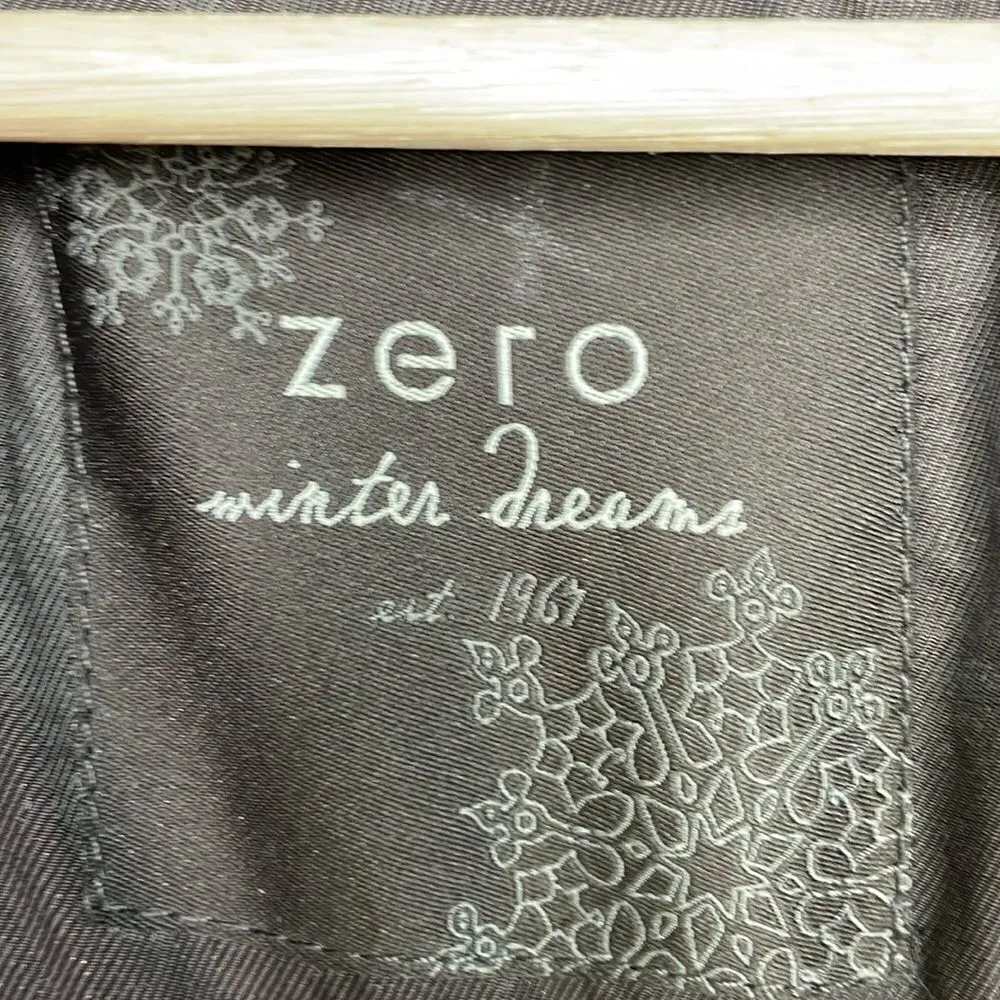 zero
winter dreams
est. 1967